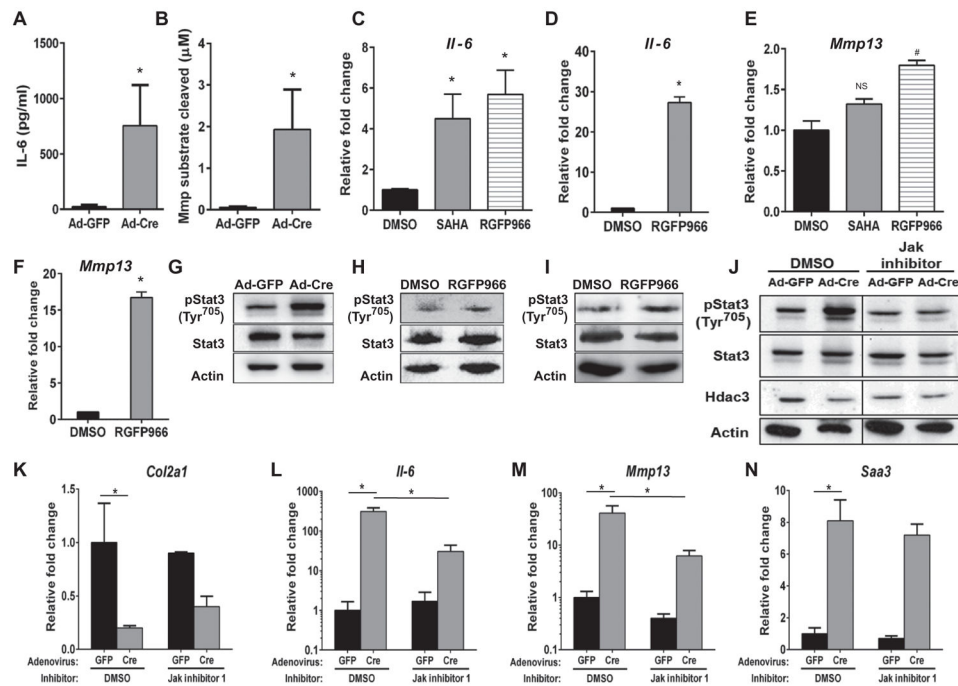 A
IL-6 (pg/ml)
1500
1000
500
0
*
Ad-GFP Ad-Cre
B
Mmp substrate cleaved (µM)
4
3
2
1
0
*
Ad-GFP Ad-Cre
C
Il-6
Relative fold change
8
6
4
2
0
* *
DMSO SAHA RGFP966
D
Il-6
Relative fold change
40
30
20
10
0
*
DMSO RGFP966
E
Mmp13
Relative fold change
2.0
1.5
1.0
0.5
0.0
NS #
DMSO SAHA RGFP966
F
Mmp13
Relative fold change
20
15
10
5
0
*
DMSO RGFP966
G
Ad-GFP Ad-Cre
pStat3
(Tyr705)
Stat3
Actin
H
DMSO RGFP966
pStat3
(Tyr705)
Stat3
Actin
I
DMSO RGFP966
pStat3
(Tyr705)
Stat3
Actin
J
DMSO Jak
inhibitor
Ad-GFP Ad-Cre Ad-GFP Ad-Cre
pStat3
(Tyr705)
Stat3
Hdac3
Actin
K
Col2a1
Relative fold change
1.5
1.0
0.5
0.0
*
Adenovirus: GFP Cre GFP Cre
Inhibitor: DMSO Jak inhibitor 1
L
Il-6
Relative fold change
1000
100
10
1
0.1
* *
Adenovirus: GFP Cre GFP Cre
Inhibitor: DMSO Jak inhibitor 1
M
Mmp13
Relative fold change
100
10
1
0.1
* *
Adenovirus: GFP Cre GFP Cre
Inhibitor: DMSO Jak inhibitor 1
N
Saa3
Relative fold change
10
8
6
4
2
0
*
Adenovirus: GFP Cre GFP Cre
Inhibitor: DMSO Jak inhibitor 1